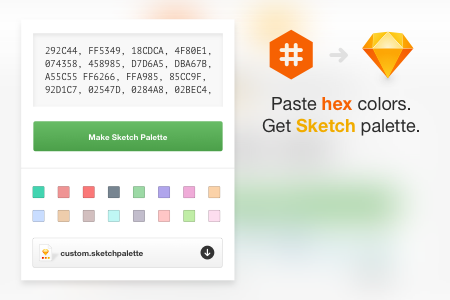 292C44, FF5349, 18CDCA, 4F80E1,
074358, 458985, D7D6A5, DBA67B,
A55C55 FF6266, FFA985, 85CC9F,
92D1C7, 02547D, 0284A8, 02BEC4,
Make Sketch Palette
custom.sketchpalette
#
Paste hex colors.
Get Sketch palette.